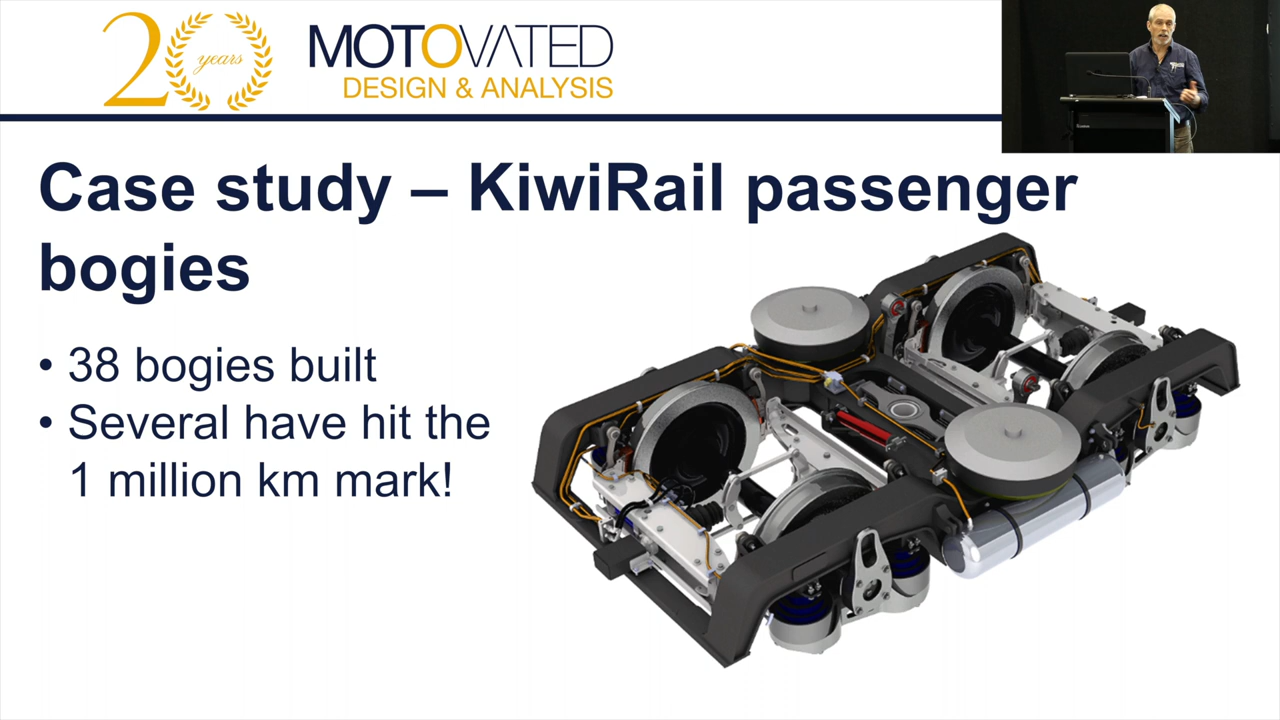 20 years
MOTOVATED
DESIGN & ANALYSIS
Case study – KiwiRail passenger
bogies
• 38 bogies built
• Several have hit the
1 million km mark!